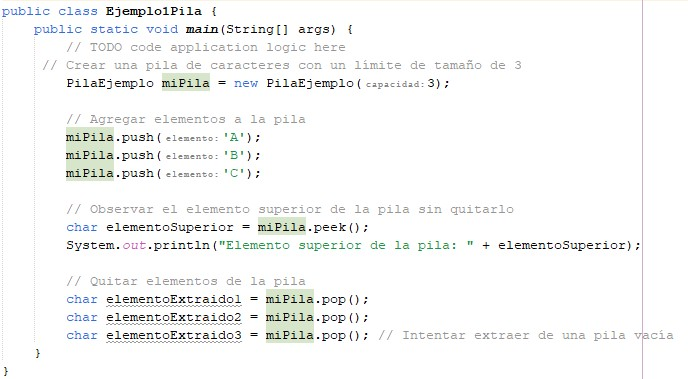 public class Ejemplo1Pila {
public static void main(String[] args) {
// TODO code application logic here
// Crear una pila de caracteres con un límite de tamaño de 3
PilaEjemplo miPila = new PilaEjemplo( capacidad: 3);
// Agregar elementos a la pila
miPila.push( elemento: 'A');
miPila.push( elemento: 'B');
miPila.push( elemento: 'C');
// Observar el elemento superior de la pila sin quitarlo
char elementoSuperior = miPila.peek();
System.out.println("Elemento superior de la pila: " + elementoSuperior);
// Quitar elementos de la pila
char elementoExtraido1 = miPila.pop();
char elementoExtraido2 = miPila.pop();
char elementoExtraido3 = miPila.pop(); // Intentar extraer de una pila vacía
}
}